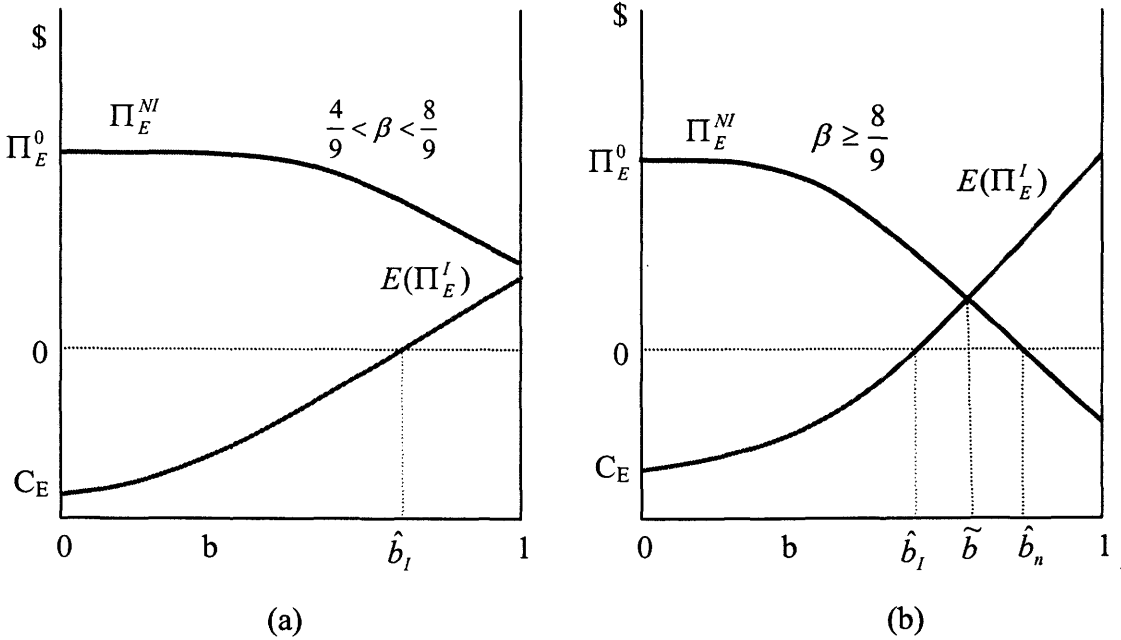 $
Π_E^{NI}
4/9 < β < 8/9
Π_E^0
E(Π_E^I)
0
C_E
0 b b̂_I 1
(a)
$
Π_E^{NI}
β ≥ 8/9
Π_E^0
E(Π_E^I)
0
C_E
0 b b̂_I b̃ b̂_n 1
(b)